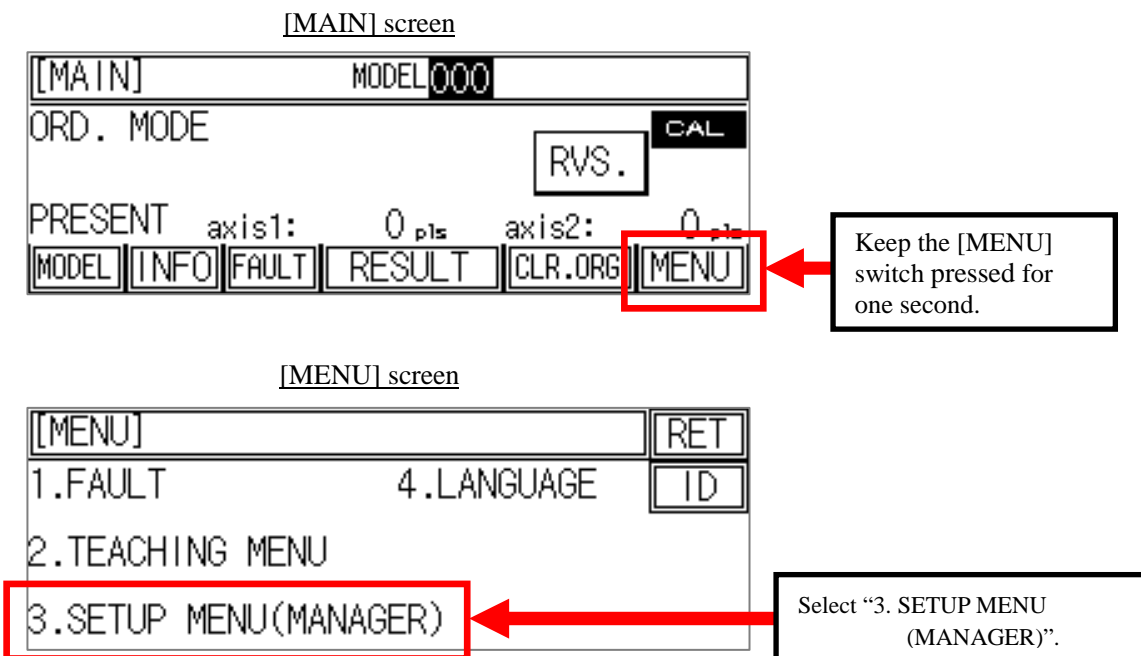 [MAIN] screen
[MAIN] MODEL 000
ORD. MODE CAL
RVS.
PRESENT axis1: 0 pls axis2: 0 pls
MODEL INFO FAULT RESULT CLR.ORG MENU
Keep the [MENU]
switch pressed for
one second.
[MENU] screen
[MENU] RET
1.FAULT 4.LANGUAGE ID
2.TEACHING MENU
3.SETUP MENU(MANAGER)
Select “3. SETUP MENU
(MANAGER)”.